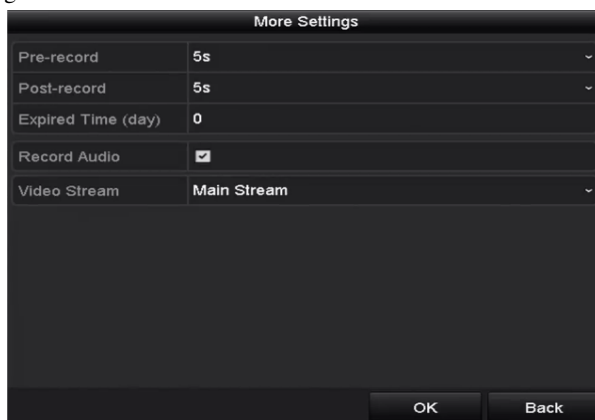 More Settings
Pre-record 5s
Post-record 5s
Expired Time (day) 0
Record Audio
Video Stream Main Stream
OK Back